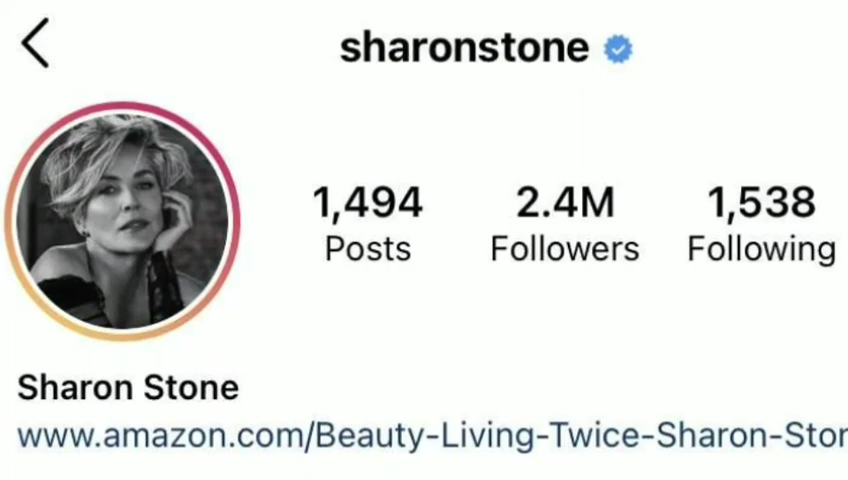 sharonstone
1,494 2.4M 1,538
Posts Followers Following
Sharon Stone
www.amazon.com/Beauty-Living-Twice-Sharon-Stor